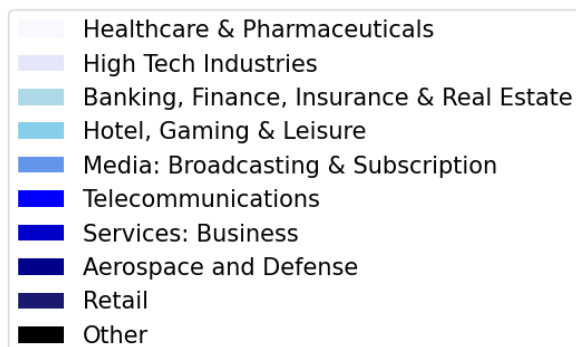 Healthcare & Pharmaceuticals
High Tech Industries
Banking, Finance, Insurance & Real Estate
Hotel, Gaming & Leisure
Media: Broadcasting & Subscription
Telecommunications
Services: Business
Aerospace and Defense
Retail
Other